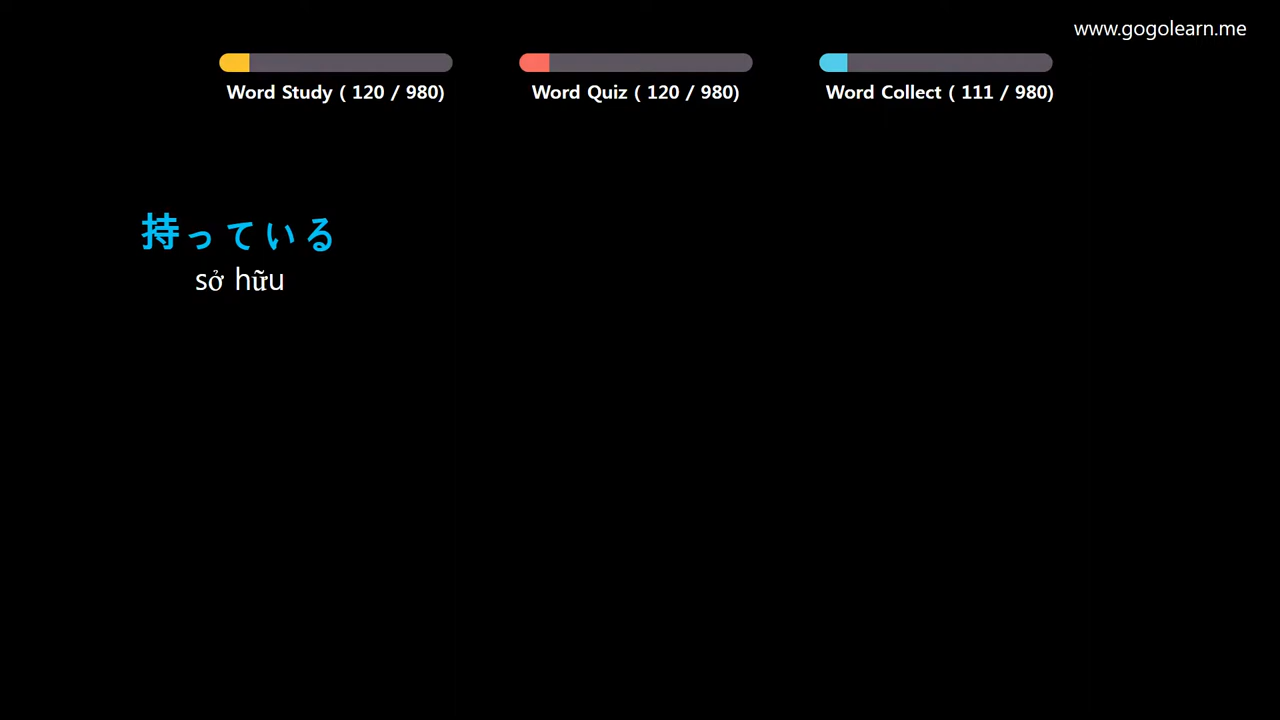 www.gogolearn.me
Word Study ( 120 / 980)
Word Quiz ( 120 / 980)
Word Collect ( 111 / 980)
持っている
sở hữu